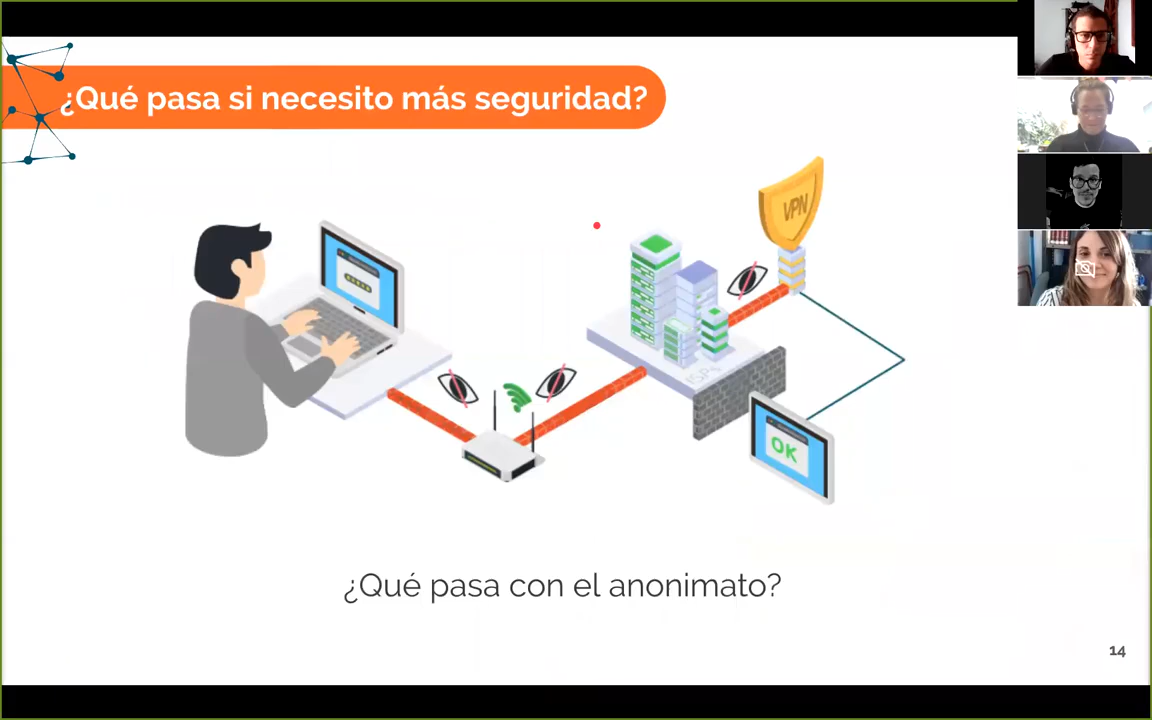 ¿Qué pasa si necesito más seguridad?
VPN
ISPs
OK
¿Qué pasa con el anonimato?
14